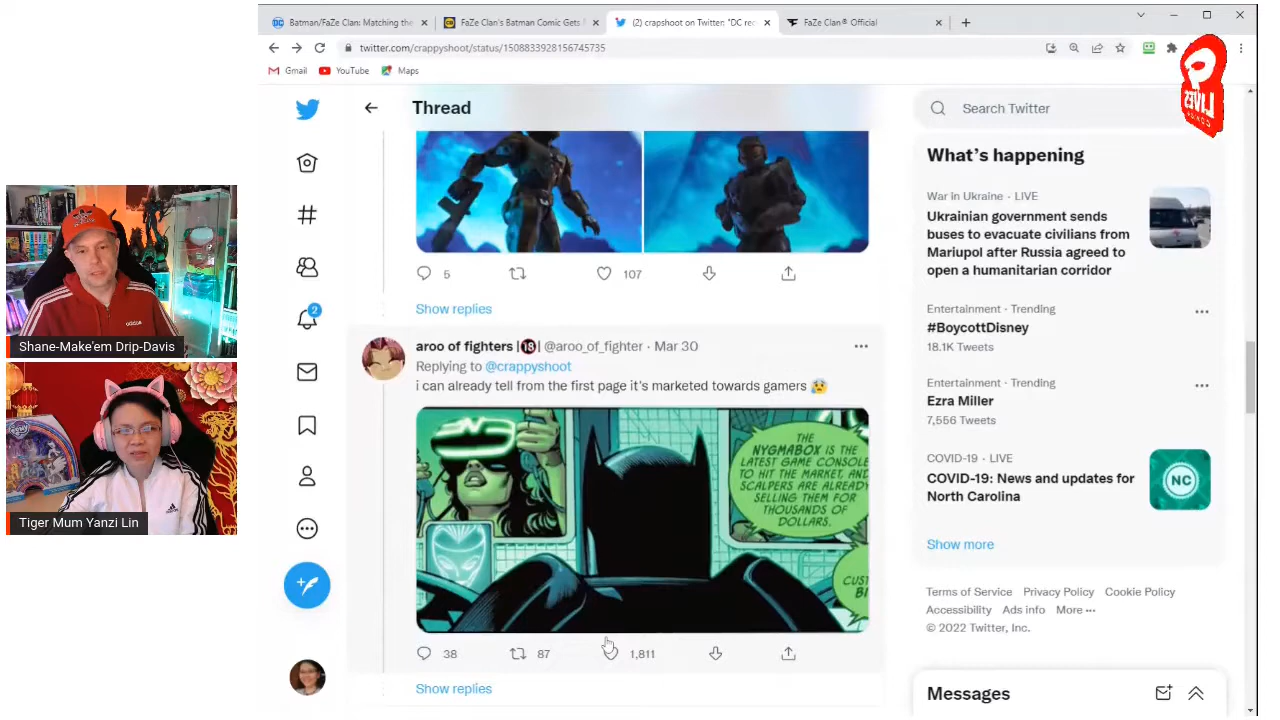 Batman/FaZe Clan: Matching the
FaZe Clan's Batman Comic Gets
(2) crapshoot on Twitter: "DC rec
FaZe Clan® Official
twitter.com/crappyshoot/status/1508833928156745735
Gmail
YouTube
Maps
LIVES
Thread
Search Twitter
What's happening
War in Ukraine · LIVE
Ukrainian government sends
buses to evacuate civilians from
Mariupol after Russia agreed to
open a humanitarian corridor
Entertainment · Trending
#BoycottDisney
18.1K Tweets
Entertainment · Trending
Ezra Miller
7,556 Tweets
COVID-19 · LIVE
COVID-19: News and updates for
North Carolina
NC
Show more
Terms of Service Privacy Policy Cookie Policy
Accessibility Ads info More ···
© 2022 Twitter, Inc.
Messages
2
5
107
Show replies
aroo of fighters |🔞| @aroo_of_fighter · Mar 30
Replying to @crappyshoot
i can already tell from the first page it's marketed towards gamers 😰
THE
NYGMABOX IS THE
LATEST GAME CONSOLE
TO HIT THE MARKET, AND
SCALPERS ARE ALREADY
SELLING THEM FOR
THOUSANDS OF
DOLLARS.
38
87
1,811
Show replies
Shane-Make'em Drip-Davis
adidas
Tiger Mum Yanzi Lin